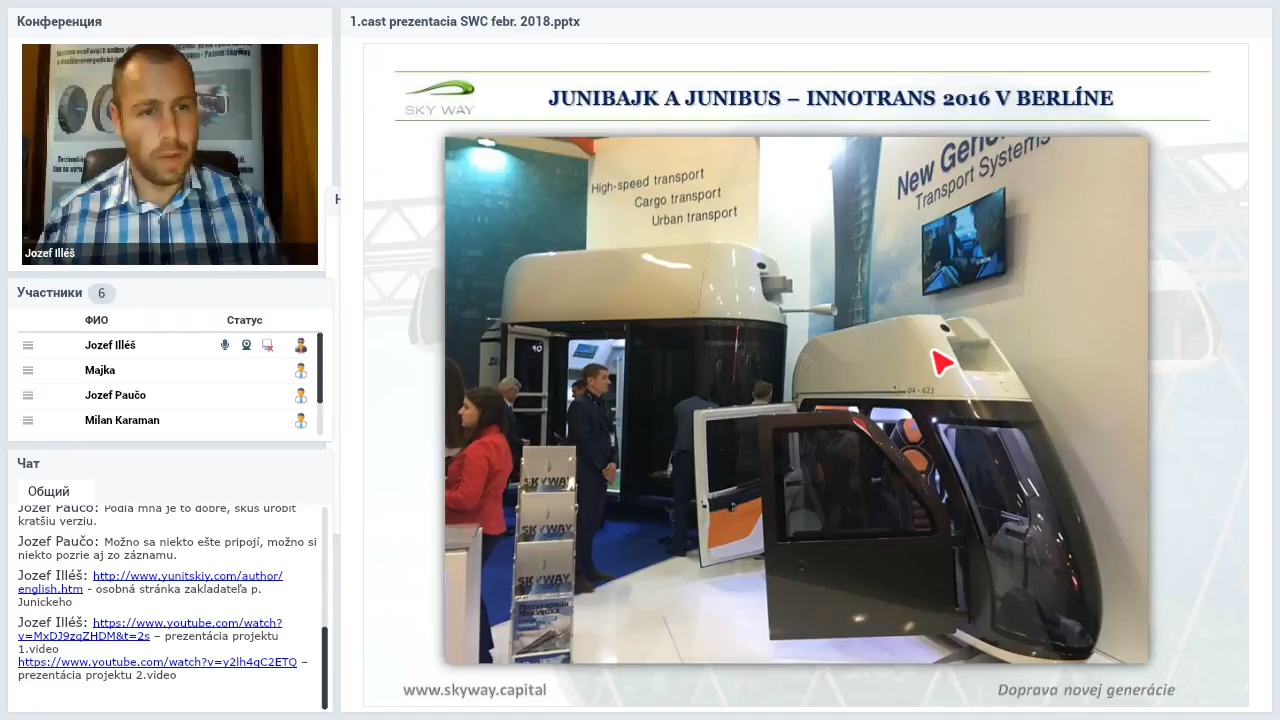 Конференция
Jozef Illéš
Участники 6
ФИО Статус
Jozef Illéš
Majka
Jozef Paučo
Milan Karaman
Чат
Общий
Jozef Paučo: Podľa mňa je to dobre, skús urobiť
kratšiu verziu.
Jozef Paučo: Možno sa niekto ešte pripojí, možno si
niekto pozrie aj zo záznamu.
Jozef Illéš: http://www.yunitskiy.com/author/
english.htm - osobná stránka zakladateľa p.
Junickeho
Jozef Illéš: https://www.youtube.com/watch?
v=MxDJ9zqZHDM&t=2s – prezentácia projektu
1.video
https://www.youtube.com/watch?v=y2lh4qC2ETQ –
prezentácia projektu 2.video
1.cast prezentacia SWC febr. 2018.pptx
SKY WAY
JUNIBAJK A JUNIBUS – INNOTRANS 2016 V BERLÍNE
High-speed transport
Cargo transport
Urban transport
New
Transport Systems
U4-621
SKYWAY
SKYWAY
SKYWAY
www.skyway.capital
Doprava novej generácie